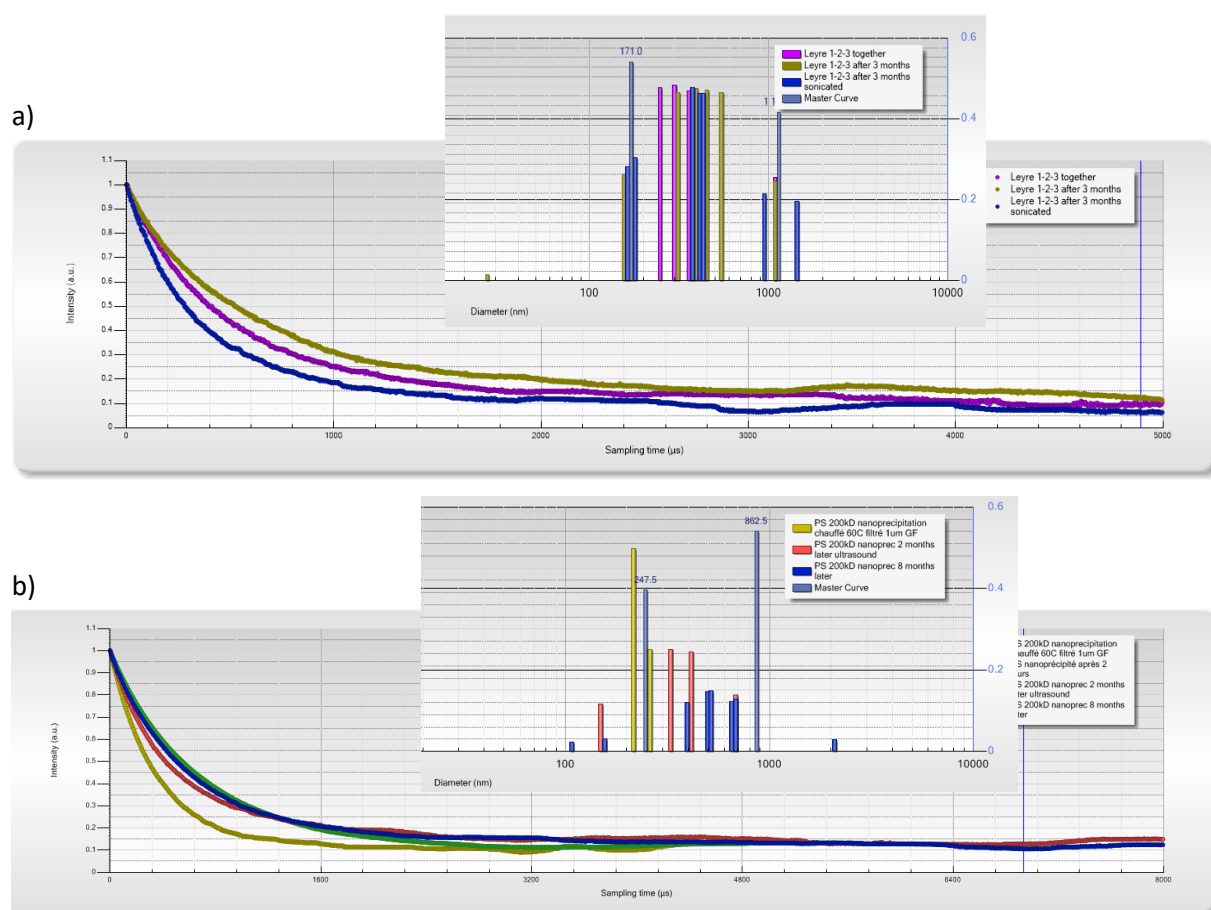 a)
0.6
0.4
0.2
0
171.0
1 1
Leyre 1-2-3 together
Leyre 1-2-3 after 3 months
Leyre 1-2-3 after 3 months
sonicated
Master Curve
100
1000
10000
Diameter (nm)
1.1
1
0.9
0.8
0.7
0.6
0.5
0.4
0.3
0.2
0.1
0
Intensity (a.u.)
0
1000
2000
3000
4000
5000
Sampling time (µs)
Leyre 1-2-3 together
Leyre 1-2-3 after 3 months
Leyre 1-2-3 after 3 months
sonicated
b)
0.6
0.4
0.2
0
247.5
862.5
PS 200kD nanoprecipitation
chauffé 60C filtré 1um GF
PS 200kD nanoprec 2 months
later ultrasound
PS 200kD nanoprec 8 months
later
Master Curve
100
1000
10000
Diameter (nm)
1.1
1
0.9
0.8
0.7
0.6
0.5
0.4
0.3
0.2
0.1
0
Intensity (a.u.)
0
1600
3200
4800
6400
8000
Sampling time (µs)
S 200kD nanoprecipitation
hauffé 60C filtré 1um GF
S nanoprécipité après 2
urs
S 200kD nanoprec 2 months
ter ultrasound
S 200kD nanoprec 8 months
ter